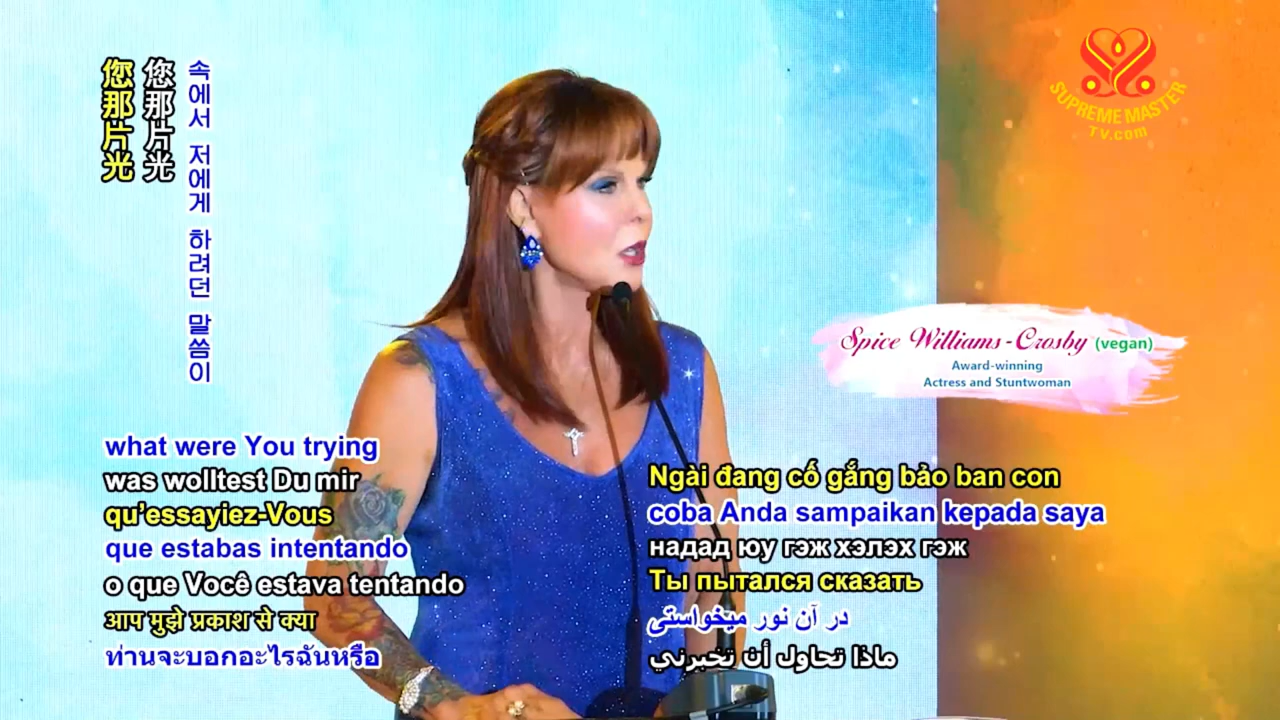 您那片光
您那片光
속에서 저에게 하려던 말씀이
SUPREME MASTER
TV.com
Spice Williams-Crosby (vegan)
Award-winning
Actress and Stuntwoman
what were You trying
was wolltest Du mir
qu'essayiez-Vous
que estabas intentando
o que Você estava tentando
आप मुझे प्रकाश से क्या
ท่านจะบอกอะไรฉันหรือ
Ngài đang cố gắng bảo ban con
coba Anda sampaikan kepada saya
надад юу гэж хэлэх гэж
Ты пытался сказать
در آن نور میخواستی
ماذا تحاول أن تخبرني